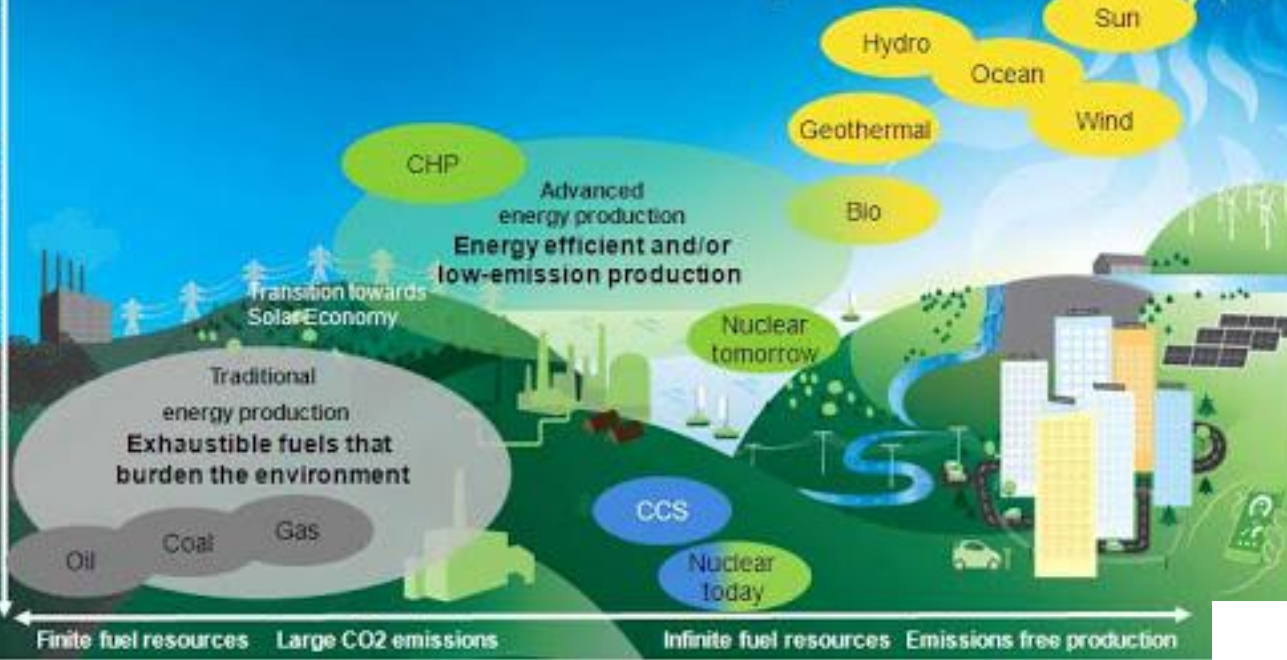 Sun
Hydro
Ocean
Wind
Geothermal
CHP
Bio
Advanced
energy production
Energy efficient and/or
low-emission production
Transition towards
Solar Economy
Nuclear
tomorrow
Traditional
energy production
Exhaustible fuels that
burden the environment
CCS
Gas
Coal
Oil
Nuclear
today
Finite fuel resources Large CO2 emissions Infinite fuel resources Emissions free production